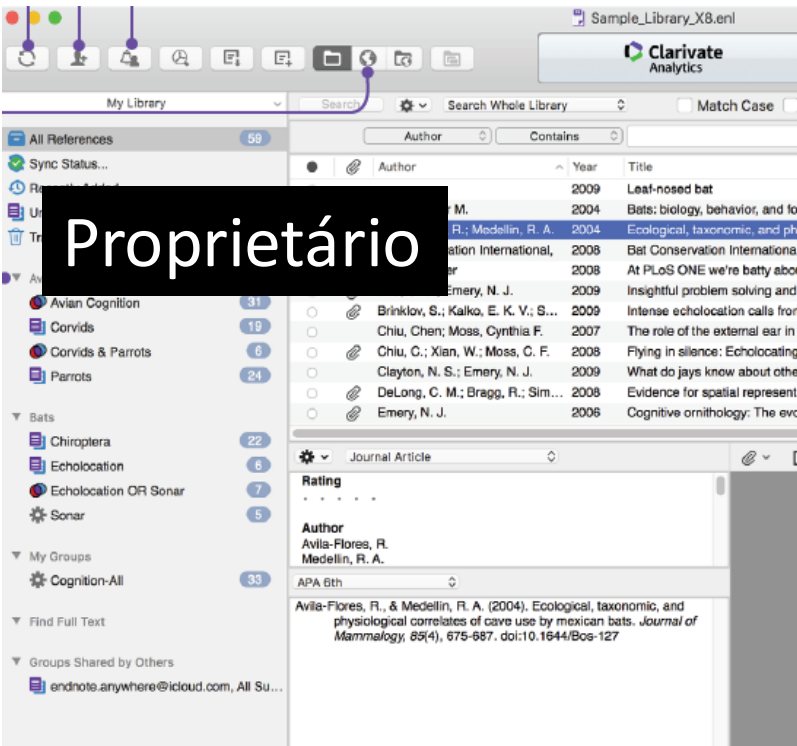 Sample_Library_X8.enl
Clarivate
Analytics
My Library
Search
Search Whole Library
Match Case
All References 59
Author
Contains
Sync Status...
Author Year Title
2009 Leaf-nosed bat
M. 2004 Bats: biology, behavior, and fo
Proprietário
R.; Medellin, R. A. 2004 Ecological, taxonomic, and ph
ation International, 2008 Bat Conservation Internationa
er 2008 At PLoS ONE we're batty abou
Emery, N. J. 2009 Insightful problem solving and
Avian Cognition 31
Brinklov, S.; Kalko, E. K. V.; S... 2009 Intense echolocation calls from
Corvids 19
Chiu, Chen; Moss, Cynthia F. 2007 The role of the external ear in
Corvids & Parrots 6
Chiu, C.; Xian, W.; Moss, C. F. 2008 Flying in silence: Echolocating
Parrots 24
Clayton, N. S.; Emery, N. J. 2009 What do jays know about othe
DeLong, C. M.; Bragg, R.; Sim... 2008 Evidence for spatial represent
Bats
Emery, N. J. 2006 Cognitive ornithology: The evo
Chiroptera 22
Journal Article
Echolocation 6
Rating
Echolocation OR Sonar 7
Sonar 5
Author
Avila-Flores, R.
Medellin, R. A.
My Groups
Cognition-All 33
APA 6th
Avila-Flores, R., & Medellin, R. A. (2004). Ecological, taxonomic, and
physiological correlates of cave use by mexican bats. Journal of
Mammalogy, 85(4), 675-687. doi:10.1644/Bos-127
Find Full Text
Groups Shared by Others
endnote.anywhere@icloud.com, All Su...